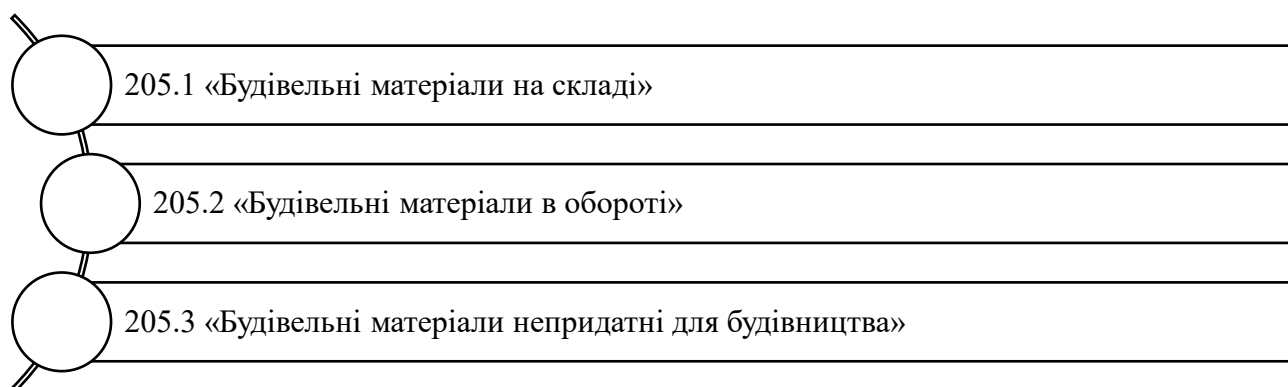 205.1 «Будівельні матеріали на складі»
205.2 «Будівельні матеріали в обороті»
205.3 «Будівельні матеріали непридатні для будівництва»